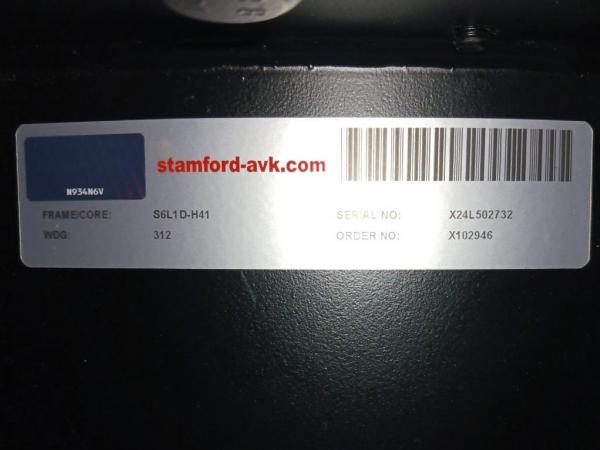 stamford-avk.com
N934N6V
FRAME/CORE: S6L1D-H41 SERIAL NO: X24L502732
WDG: 312 ORDER NO: X102946